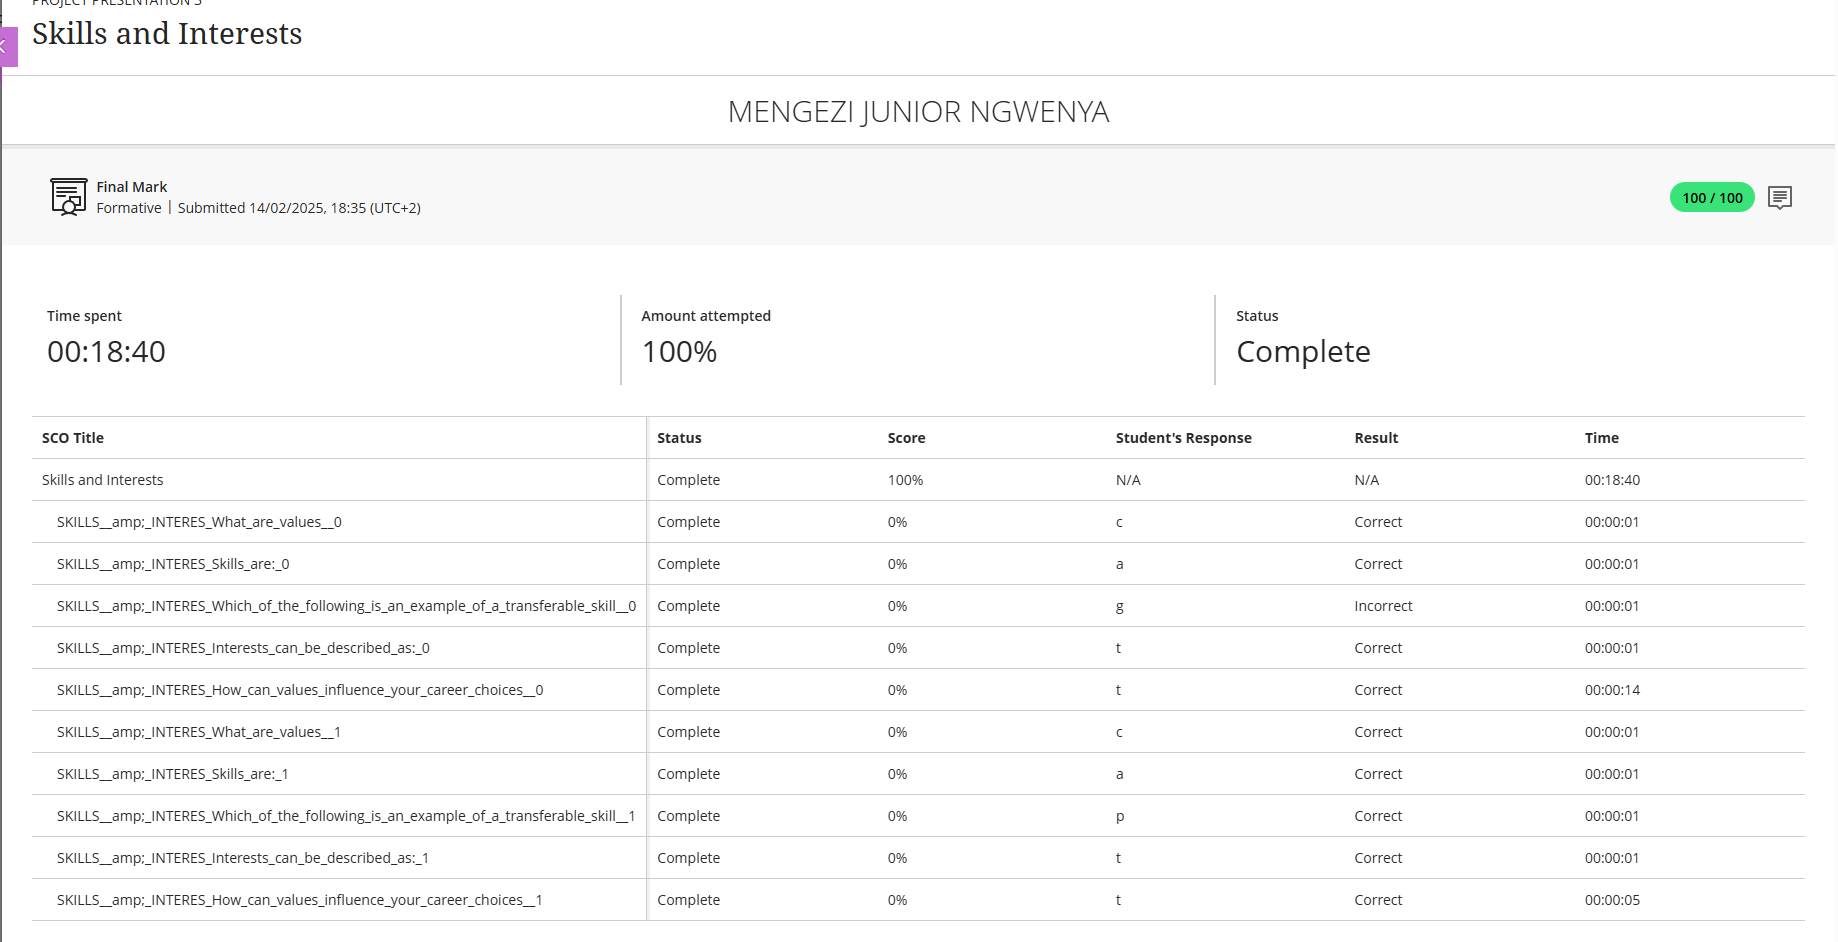 PROJECT PRESENTATION 3
Skills and Interests
MENGEZI JUNIOR NGWENYA
Final Mark
Formative | Submitted 14/02/2025, 18:35 (UTC+2)
100 / 100
Time spent
00:18:40
Amount attempted
100%
Status
Complete
SCO Title Status Score Student's Response Result Time
Skills and Interests Complete 100% N/A N/A 00:18:40
SKILLS__amp;_INTERES_What_are_values__0 Complete 0% c Correct 00:00:01
SKILLS__amp;_INTERES_Skills_are:_0 Complete 0% a Correct 00:00:01
SKILLS__amp;_INTERES_Which_of_the_following_is_an_example_of_a_transferable_skill__0 Complete 0% g Incorrect 00:00:01
SKILLS__amp;_INTERES_Interests_can_be_described_as:_0 Complete 0% t Correct 00:00:01
SKILLS__amp;_INTERES_How_can_values_influence_your_career_choices__0 Complete 0% t Correct 00:00:14
SKILLS__amp;_INTERES_What_are_values__1 Complete 0% c Correct 00:00:01
SKILLS__amp;_INTERES_Skills_are:_1 Complete 0% a Correct 00:00:01
SKILLS__amp;_INTERES_Which_of_the_following_is_an_example_of_a_transferable_skill__1 Complete 0% p Correct 00:00:01
SKILLS__amp;_INTERES_Interests_can_be_described_as:_1 Complete 0% t Correct 00:00:01
SKILLS__amp;_INTERES_How_can_values_influence_your_career_choices__1 Complete 0% t Correct 00:00:05